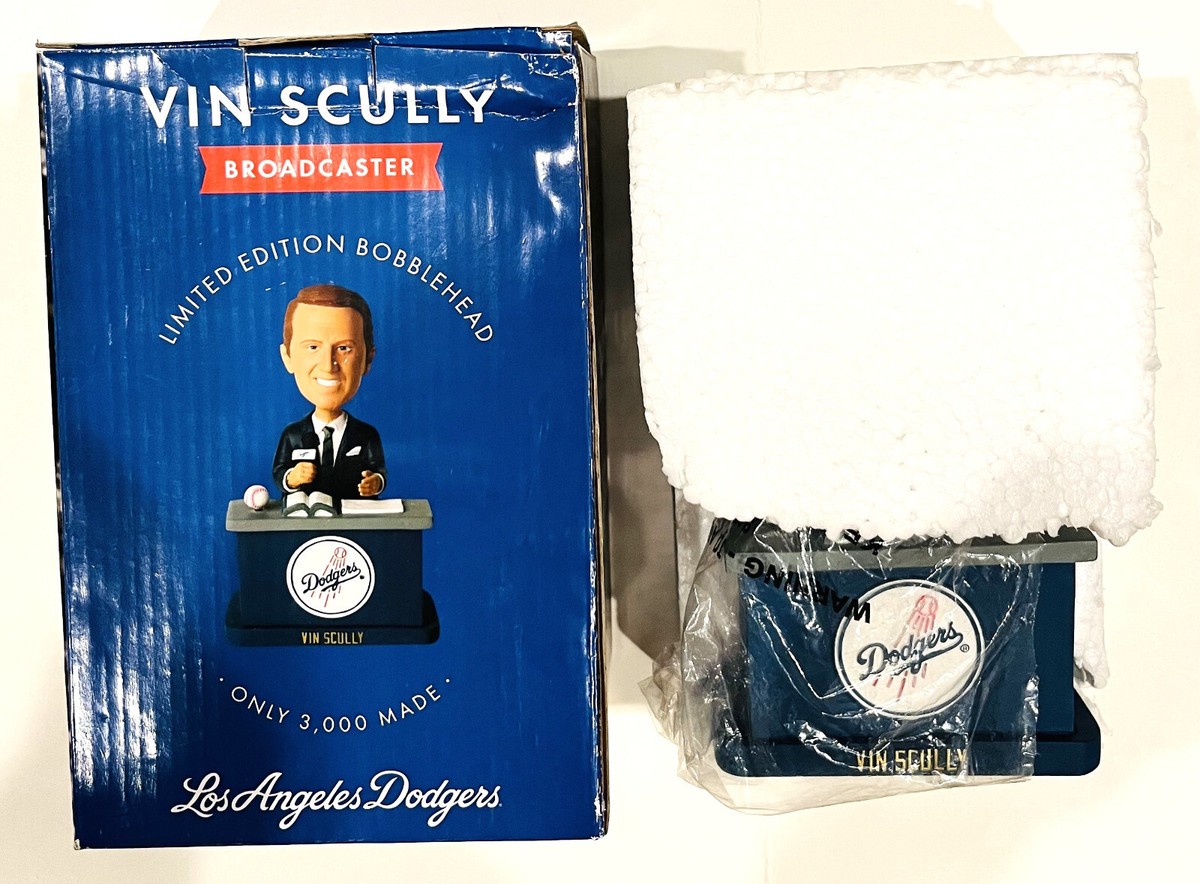 VIN SCULLY
BROADCASTER
LIMITED EDITION BOBBLEHEAD
Dodgers
VIN SCULLY
· ONLY 3,000 MADE ·
Los Angeles Dodgers
WARNING
Dodgers®
VIN SCULLY